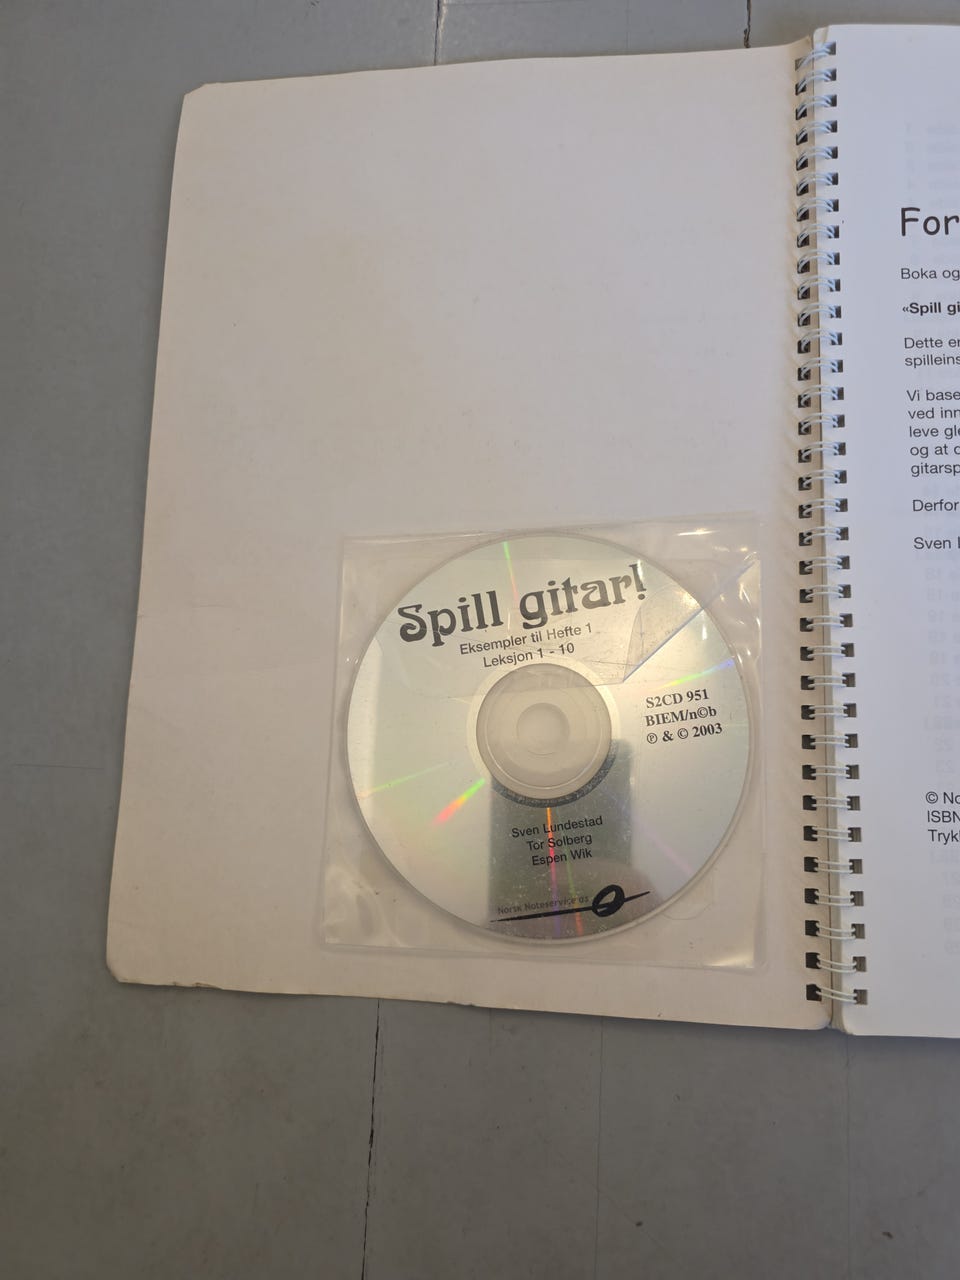 Spill gitar!
Eksempler til Hefte 1
Leksjon 1 - 10
S2CD 951
BIEM/n©b
℗ & © 2003
Sven Lundestad
Tor Solberg
Espen Wik
Norsk Noteservice as
For
Boka og
«Spill gi
Dette er
spilleins
Vi base
ved inn
leve gle
og at d
gitarsp
Derfor
Sven L
© No
ISBN
Trykk